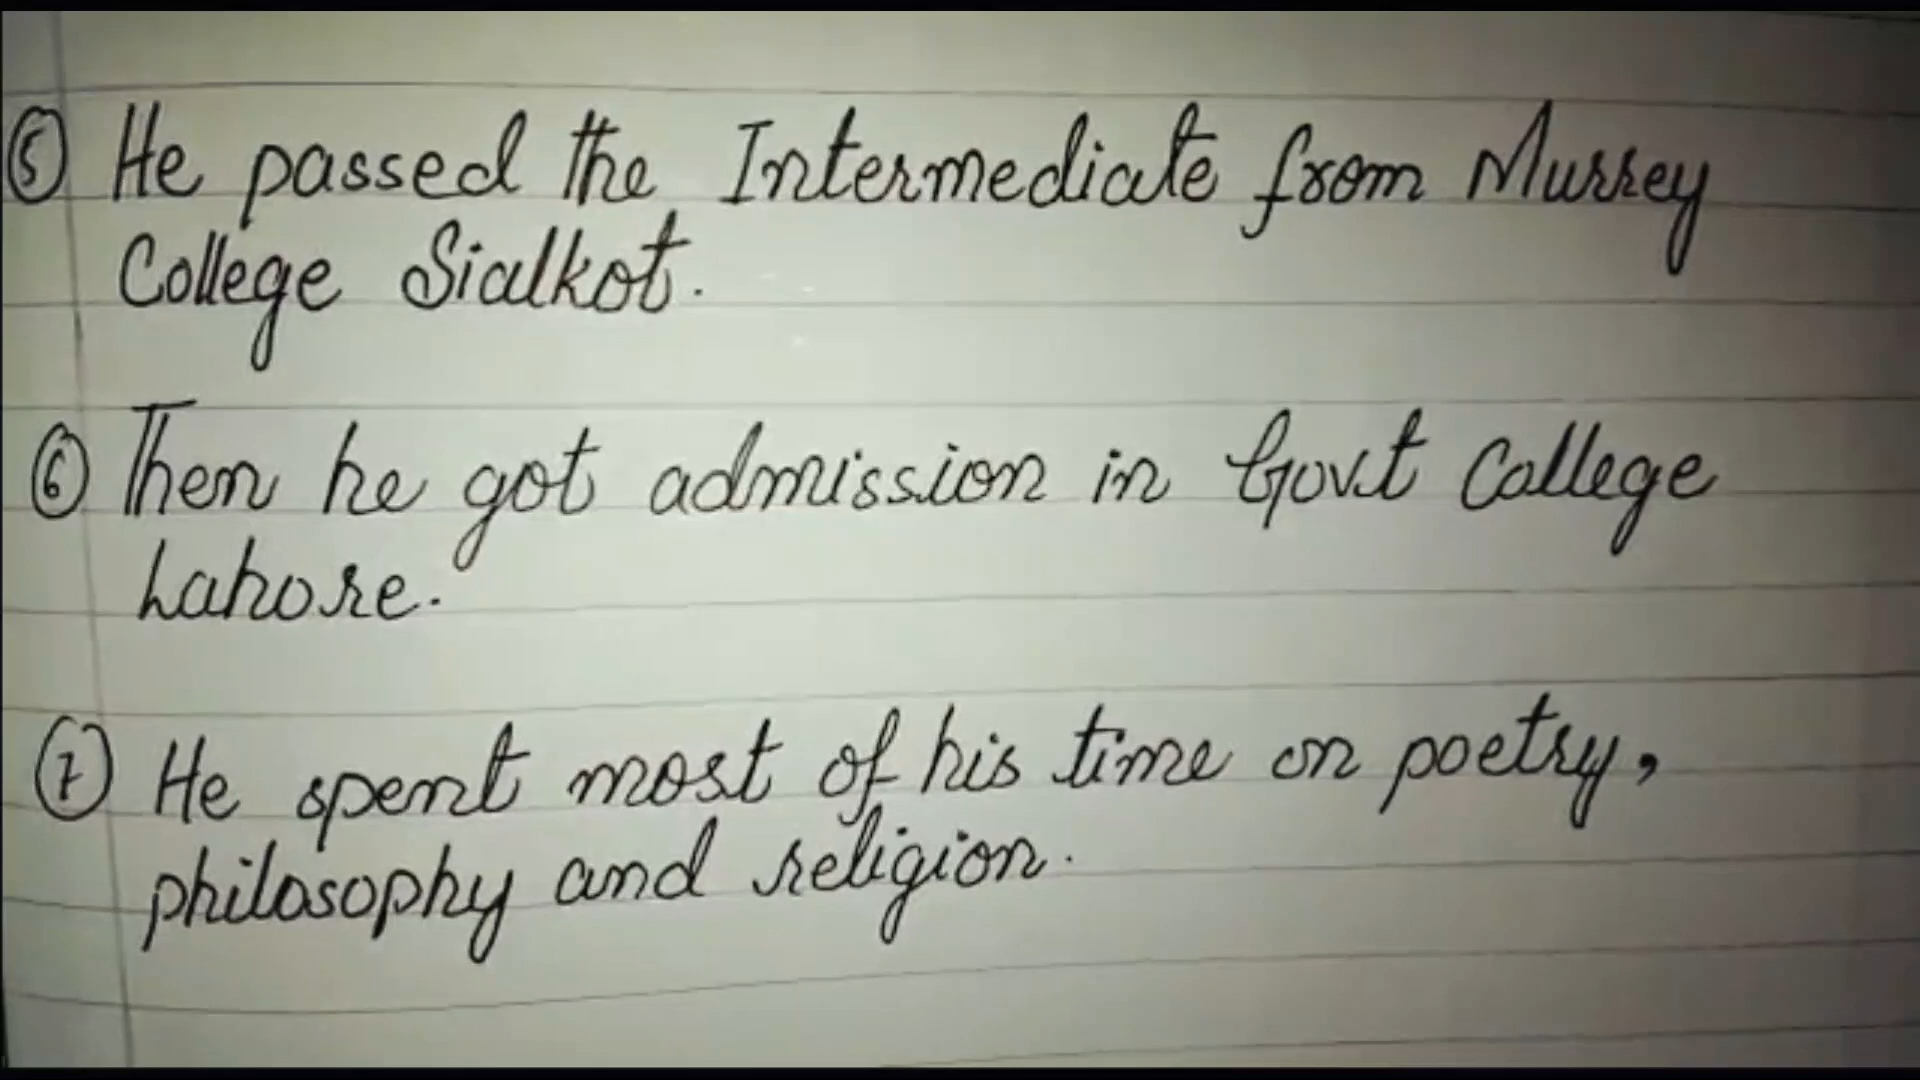 ⑤ He passed the Intermediate from Murrey
College Sialkot.
⑥ Then he got admission in Govt College
Lahore.
⑦ He spent most of his time on poetry,
philosophy and religion.